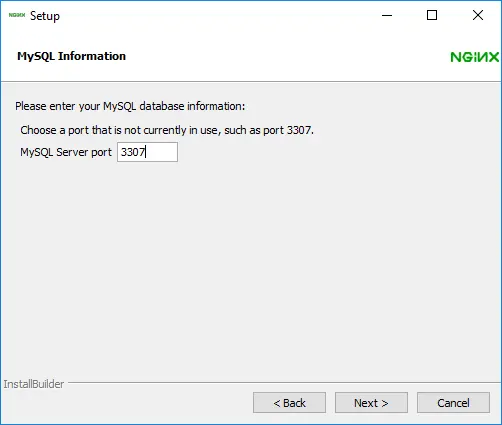 NGINX Setup
MySQL Information
NGINX
Please enter your MySQL database information:
Choose a port that is not currently in use, such as port 3307.
MySQL Server port 3307
InstallBuilder
< Back Next > Cancel